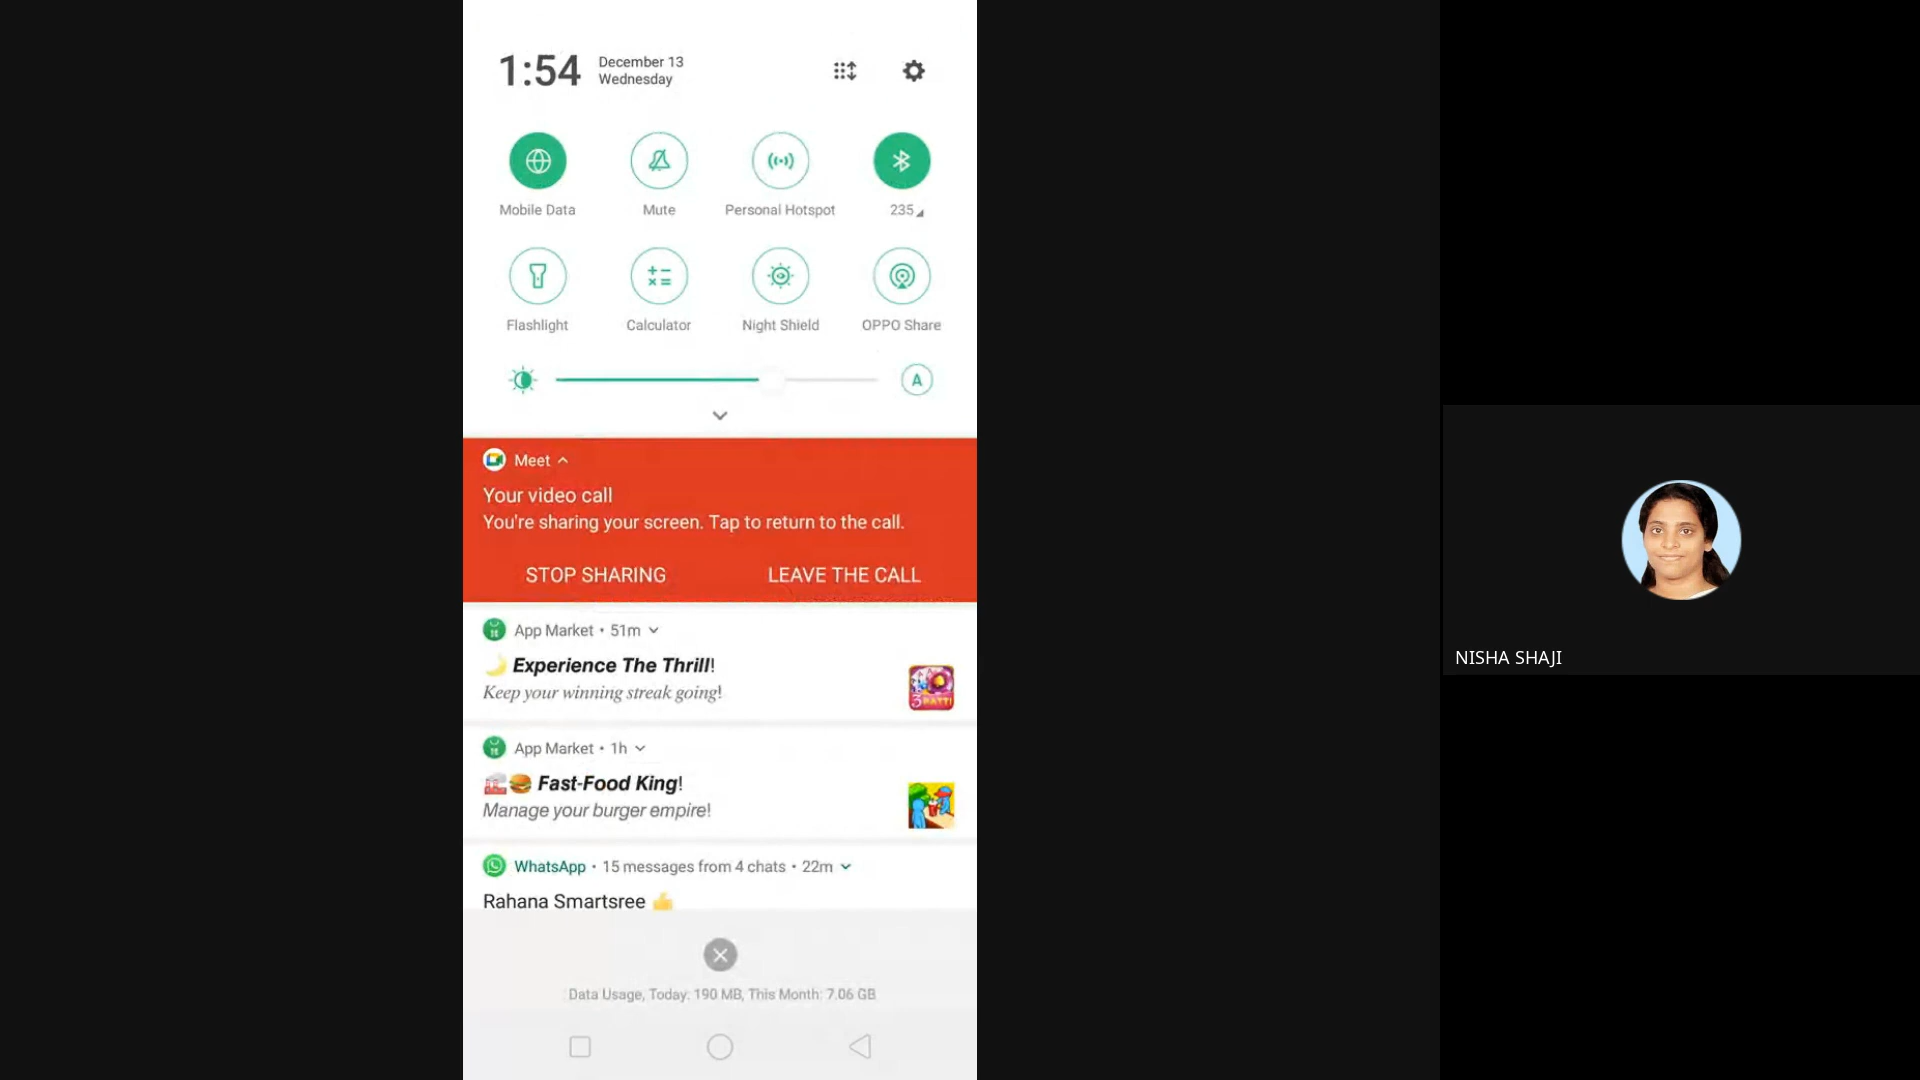 1:54
December 13
Wednesday
Mobile Data
Mute
Personal Hotspot
235
Flashlight
Calculator
Night Shield
OPPO Share
A
Meet
Your video call
You're sharing your screen. Tap to return to the call.
STOP SHARING
LEAVE THE CALL
App Market • 51m
🌙 Experience The Thrill!
Keep your winning streak going!
3 PATTI
App Market • 1h
🏭🍔 Fast-Food King!
Manage your burger empire!
WhatsApp • 15 messages from 4 chats • 22m
Rahana Smartsree 👍
Data Usage, Today: 190 MB, This Month: 7.06 GB
NISHA SHAJI